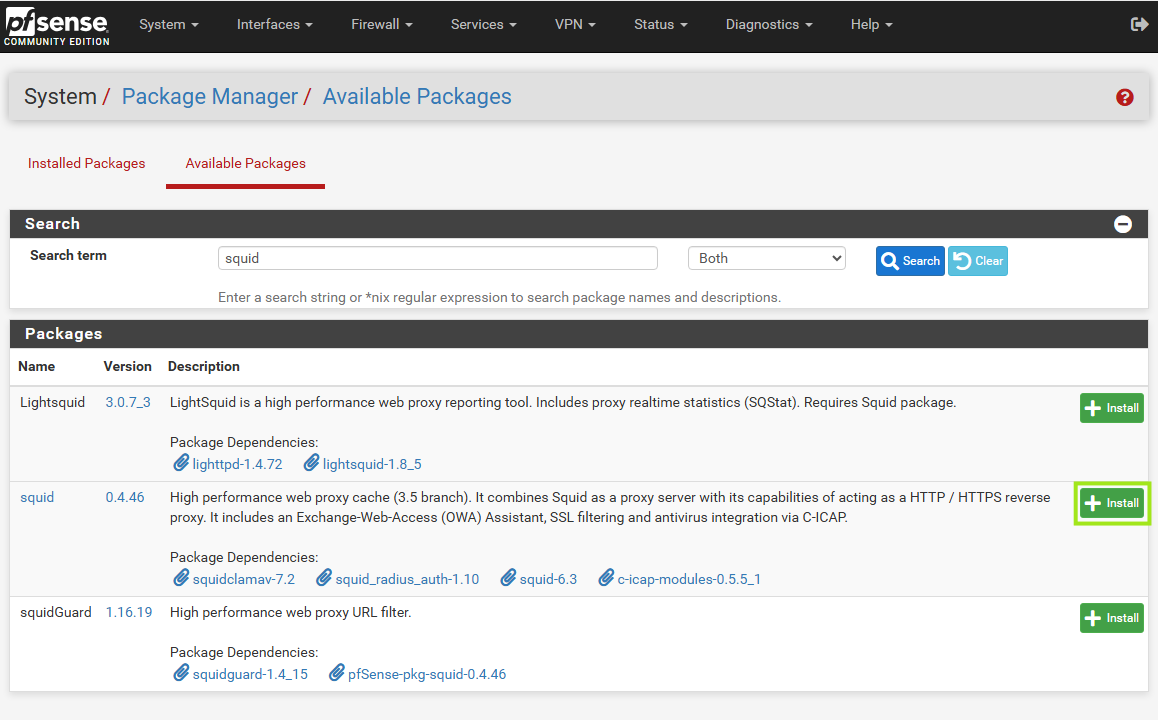 pfsense
COMMUNITY EDITION
System Interfaces Firewall Services VPN Status Diagnostics Help
System / Package Manager / Available Packages
Installed Packages Available Packages
Search
Search term squid Both Search Clear
Enter a search string or *nix regular expression to search package names and descriptions.
Packages
Name Version Description
Lightsquid 3.0.7_3 LightSquid is a high performance web proxy reporting tool. Includes proxy realtime statistics (SQStat). Requires Squid package. Install
Package Dependencies:
lighttpd-1.4.72 lightsquid-1.8_5
squid 0.4.46 High performance web proxy cache (3.5 branch). It combines Squid as a proxy server with its capabilities of acting as a HTTP / HTTPS reverse Install
proxy. It includes an Exchange-Web-Access (OWA) Assistant, SSL filtering and antivirus integration via C-ICAP.
Package Dependencies:
squidclamav-7.2 squid_radius_auth-1.10 squid-6.3 c-icap-modules-0.5.5_1
squidGuard 1.16.19 High performance web proxy URL filter. Install
Package Dependencies:
squidguard-1.4_15 pfSense-pkg-squid-0.4.46